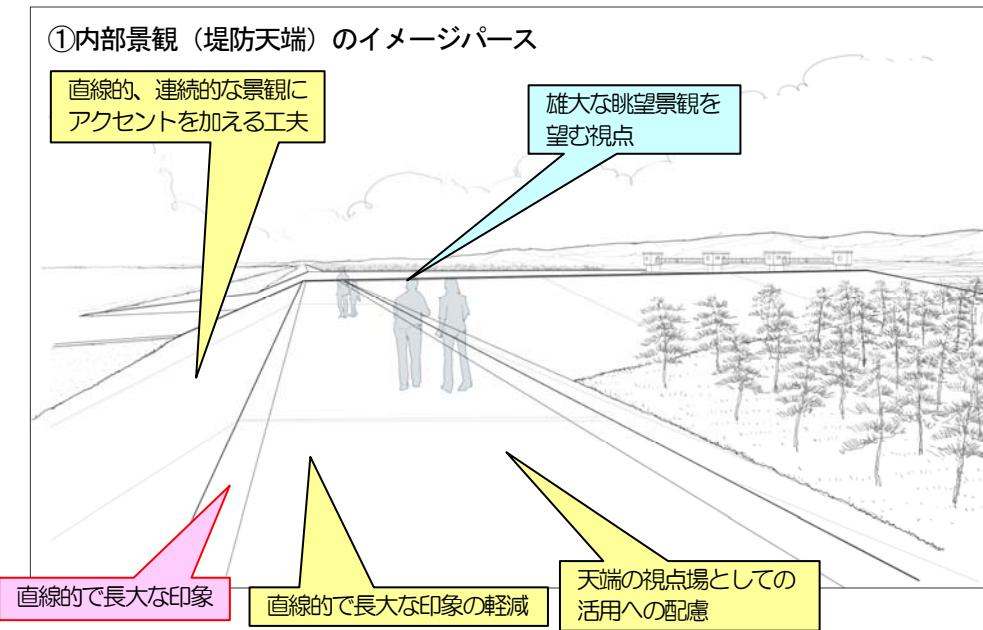 ①内部景観（堤防天端）のイメージパース
直線的、連続的な景観に
アクセントを加える工夫
雄大な眺望景観を
望む視点
直線的で長大な印象
直線的で長大な印象の軽減
天端の視点場としての
活用への配慮